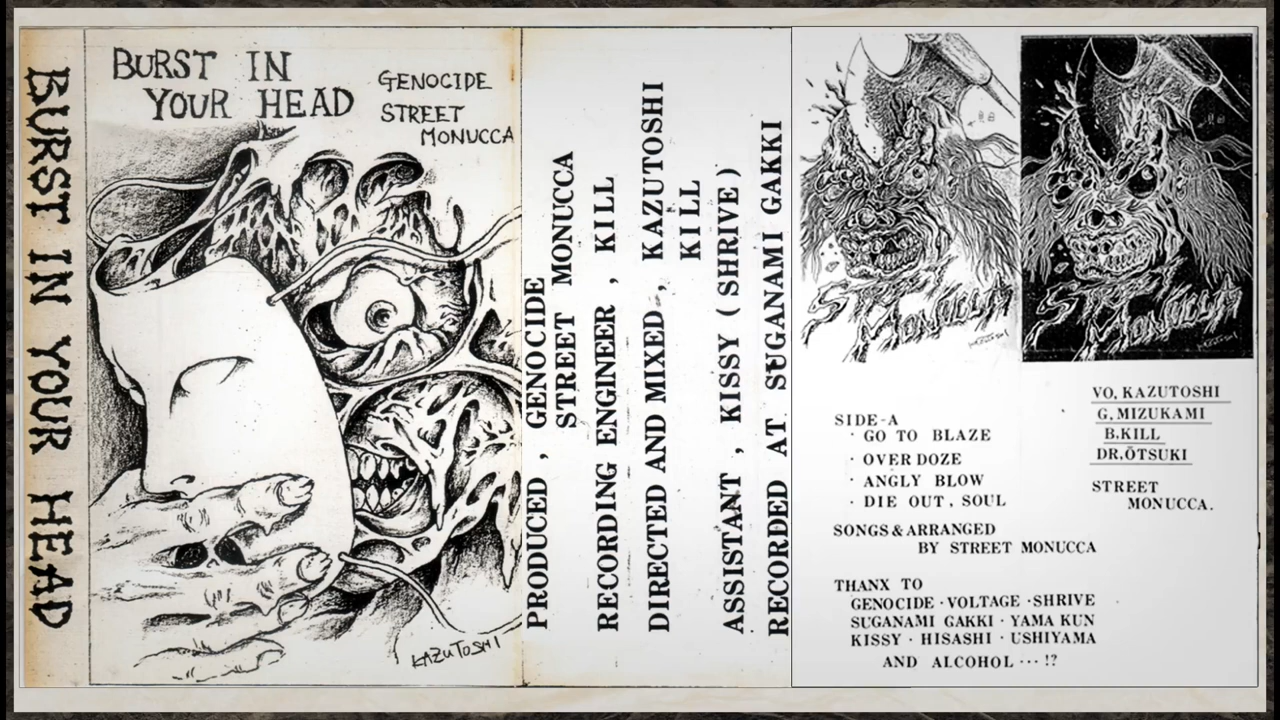 BURST IN YOUR HEAD
BURST IN
YOUR HEAD
GENOCIDE
STREET
MONUCCA
KAZUTOSHI
PRODUCED , GENOCIDE
STREET MONUCCA
RECORDING ENGINEER , KILL
DIRECTED AND MIXED , KAZUTOSHI
KILL
ASSISTANT , KISSY ( SHRIVE )
RECORDED AT SUGANAMI GAKKI
SIDE-A
· GO TO BLAZE
· OVER DOZE
· ANGLY BLOW
· DIE OUT, SOUL
SONGS & ARRANGED
BY STREET MONUCCA
THANX TO
GENOCIDE · VOLTAGE · SHRIVE
SUGANAMI GAKKI · YAMA KUN
KISSY · HISASHI · USHIYAMA
AND ALCOHOL ··· !?
VO, KAZUTOSHI
G, MIZUKAMI
B,KILL
DR,ŌTSUKI
STREET
MONUCCA.